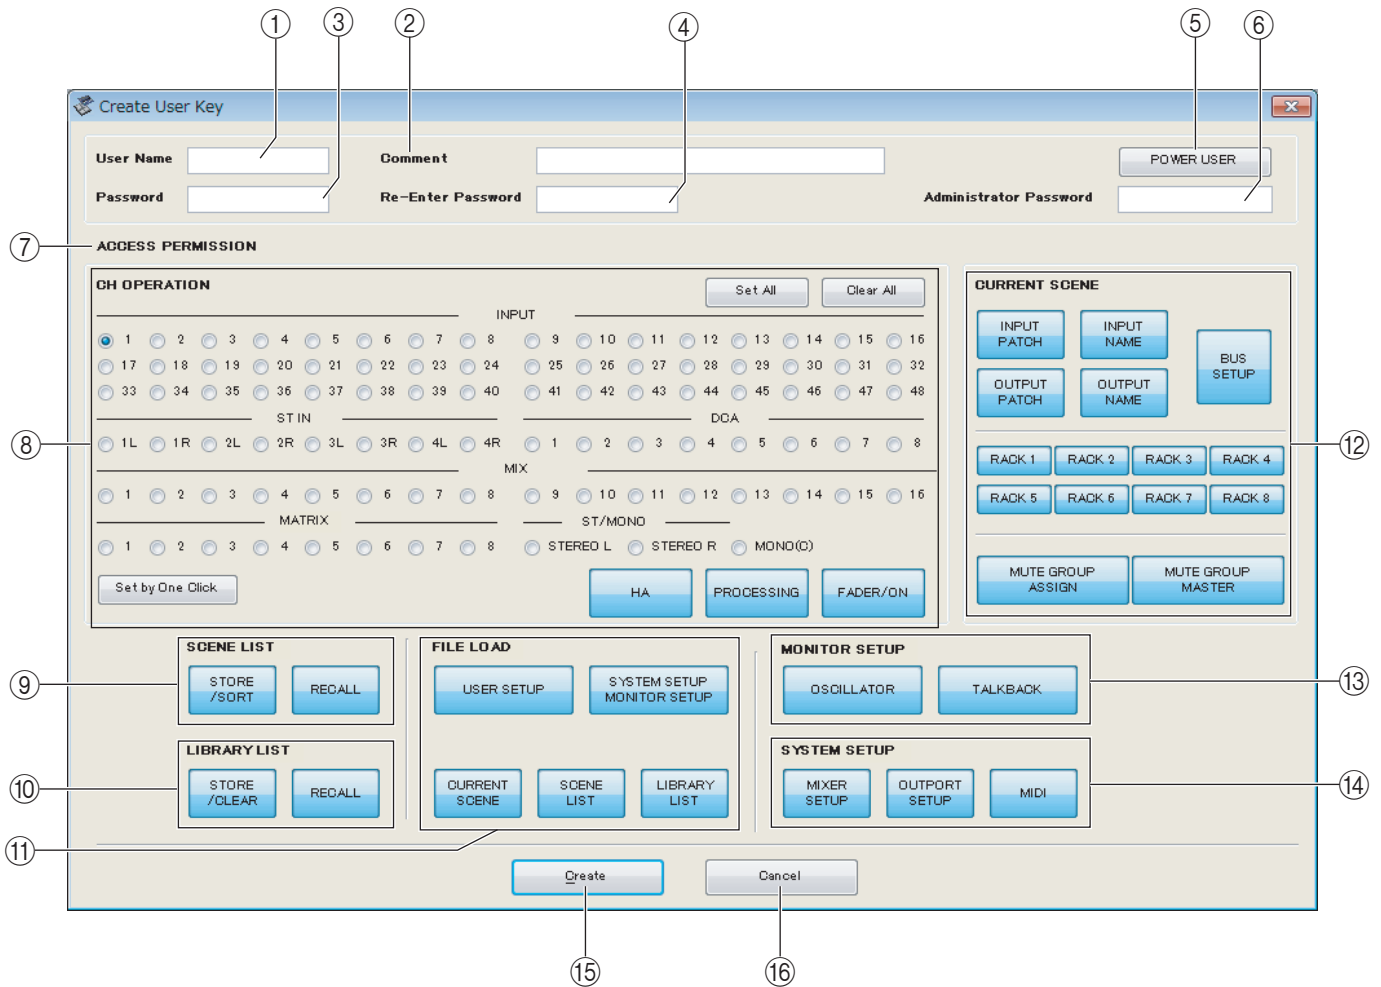 ① ③ ② ④ ⑤ ⑥
Create User Key
User Name Comment POWER USER
Password Re-Enter Password Administrator Password
⑦ ACCESS PERMISSION
CH OPERATION Set All Clear All
INPUT
1 2 3 4 5 6 7 8 9 10 11 12 13 14 15 16
17 18 19 20 21 22 23 24 25 26 27 28 29 30 31 32
33 34 35 36 37 38 39 40 41 42 43 44 45 46 47 48
ST IN DCA
⑧ 1L 1R 2L 2R 3L 3R 4L 4R 1 2 3 4 5 6 7 8
MIX
1 2 3 4 5 6 7 8 9 10 11 12 13 14 15 16
MATRIX ST/MONO
1 2 3 4 5 6 7 8 STEREO L STEREO R MONO(C)
Set by One Click HA PROCESSING FADER/ON
CURRENT SCENE
INPUT PATCH
INPUT NAME
BUS SETUP
OUTPUT PATCH
OUTPUT NAME
⑫
RACK 1 RACK 2 RACK 3 RACK 4
RACK 5 RACK 6 RACK 7 RACK 8
MUTE GROUP ASSIGN
MUTE GROUP MASTER
SCENE LIST
⑨
STORE /SORT
RECALL
LIBRARY LIST
⑩
STORE /CLEAR
RECALL
FILE LOAD
USER SETUP
SYSTEM SETUP
MONITOR SETUP
CURRENT SCENE
SCENE LIST
LIBRARY LIST
⑪
MONITOR SETUP
OSCILLATOR TALKBACK
⑬
SYSTEM SETUP
MIXER SETUP
OUTPORT SETUP
MIDI
⑭
Create Cancel
⑮ ⑯